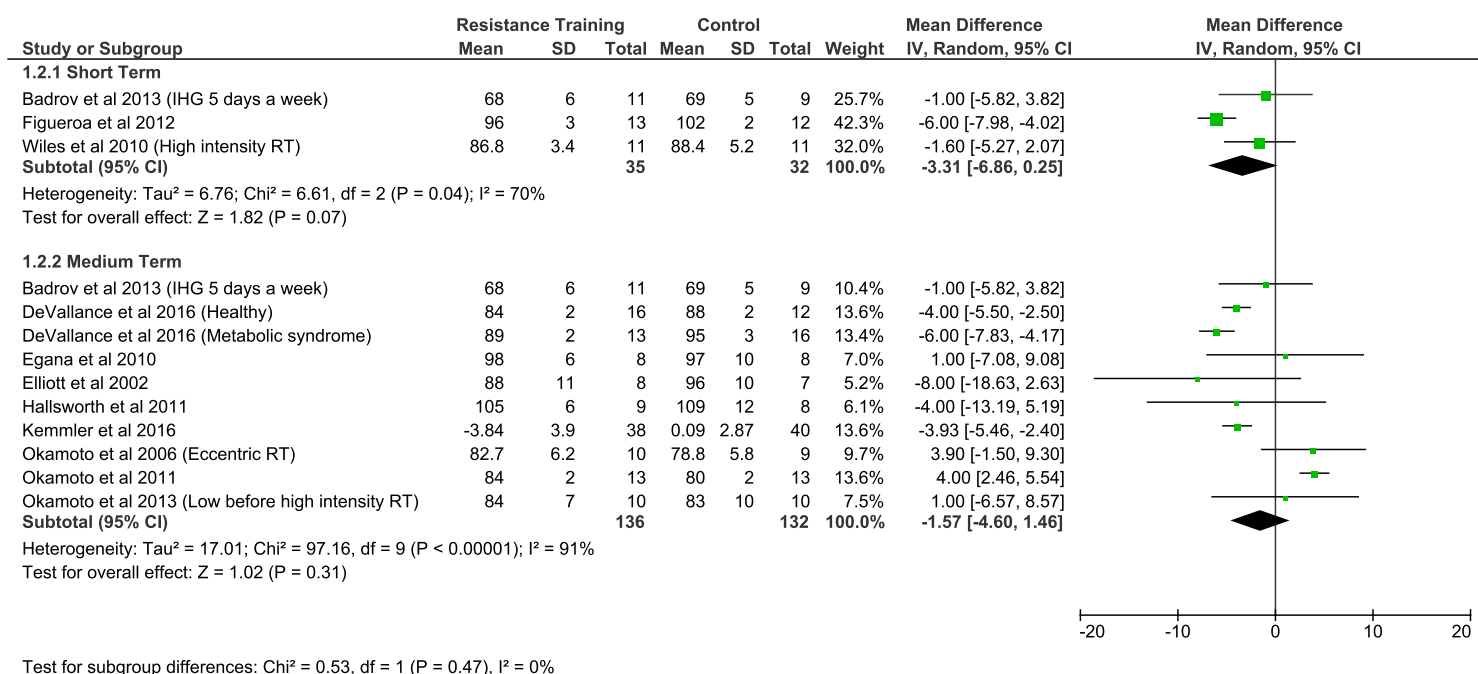 Resistance Training Control Mean Difference Mean Difference
Study or Subgroup Mean SD Total Mean SD Total Weight IV, Random, 95% CI IV, Random, 95% CI
1.2.1 Short Term
Badrov et al 2013 (IHG 5 days a week) 68 6 11 69 5 9 25.7% -1.00 [-5.82, 3.82]
Figueroa et al 2012 96 3 13 102 2 12 42.3% -6.00 [-7.98, -4.02]
Wiles et al 2010 (High intensity RT) 86.8 3.4 11 88.4 5.2 11 32.0% -1.60 [-5.27, 2.07]
Subtotal (95% CI) 35 32 100.0% -3.31 [-6.86, 0.25]
Heterogeneity: Tau² = 6.76; Chi² = 6.61, df = 2 (P = 0.04); I² = 70%
Test for overall effect: Z = 1.82 (P = 0.07)
1.2.2 Medium Term
Badrov et al 2013 (IHG 5 days a week) 68 6 11 69 5 9 10.4% -1.00 [-5.82, 3.82]
DeVallance et al 2016 (Healthy) 84 2 16 88 2 12 13.6% -4.00 [-5.50, -2.50]
DeVallance et al 2016 (Metabolic syndrome) 89 2 13 95 3 16 13.4% -6.00 [-7.83, -4.17]
Egana et al 2010 98 6 8 97 10 8 7.0% 1.00 [-7.08, 9.08]
Elliott et al 2002 88 11 8 96 10 7 5.2% -8.00 [-18.63, 2.63]
Hallsworth et al 2011 105 6 9 109 12 8 6.1% -4.00 [-13.19, 5.19]
Kemmler et al 2016 -3.84 3.9 38 0.09 2.87 40 13.6% -3.93 [-5.46, -2.40]
Okamoto et al 2006 (Eccentric RT) 82.7 6.2 10 78.8 5.8 9 9.7% 3.90 [-1.50, 9.30]
Okamoto et al 2011 84 2 13 80 2 13 13.6% 4.00 [2.46, 5.54]
Okamoto et al 2013 (Low before high intensity RT) 84 7 10 83 10 10 7.5% 1.00 [-6.57, 8.57]
Subtotal (95% CI) 136 132 100.0% -1.57 [-4.60, 1.46]
Heterogeneity: Tau² = 17.01; Chi² = 97.16, df = 9 (P < 0.00001); I² = 91%
Test for overall effect: Z = 1.02 (P = 0.31)
-20 -10 0 10 20
Test for subgroup differences: Chi² = 0.53, df = 1 (P = 0.47), I² = 0%